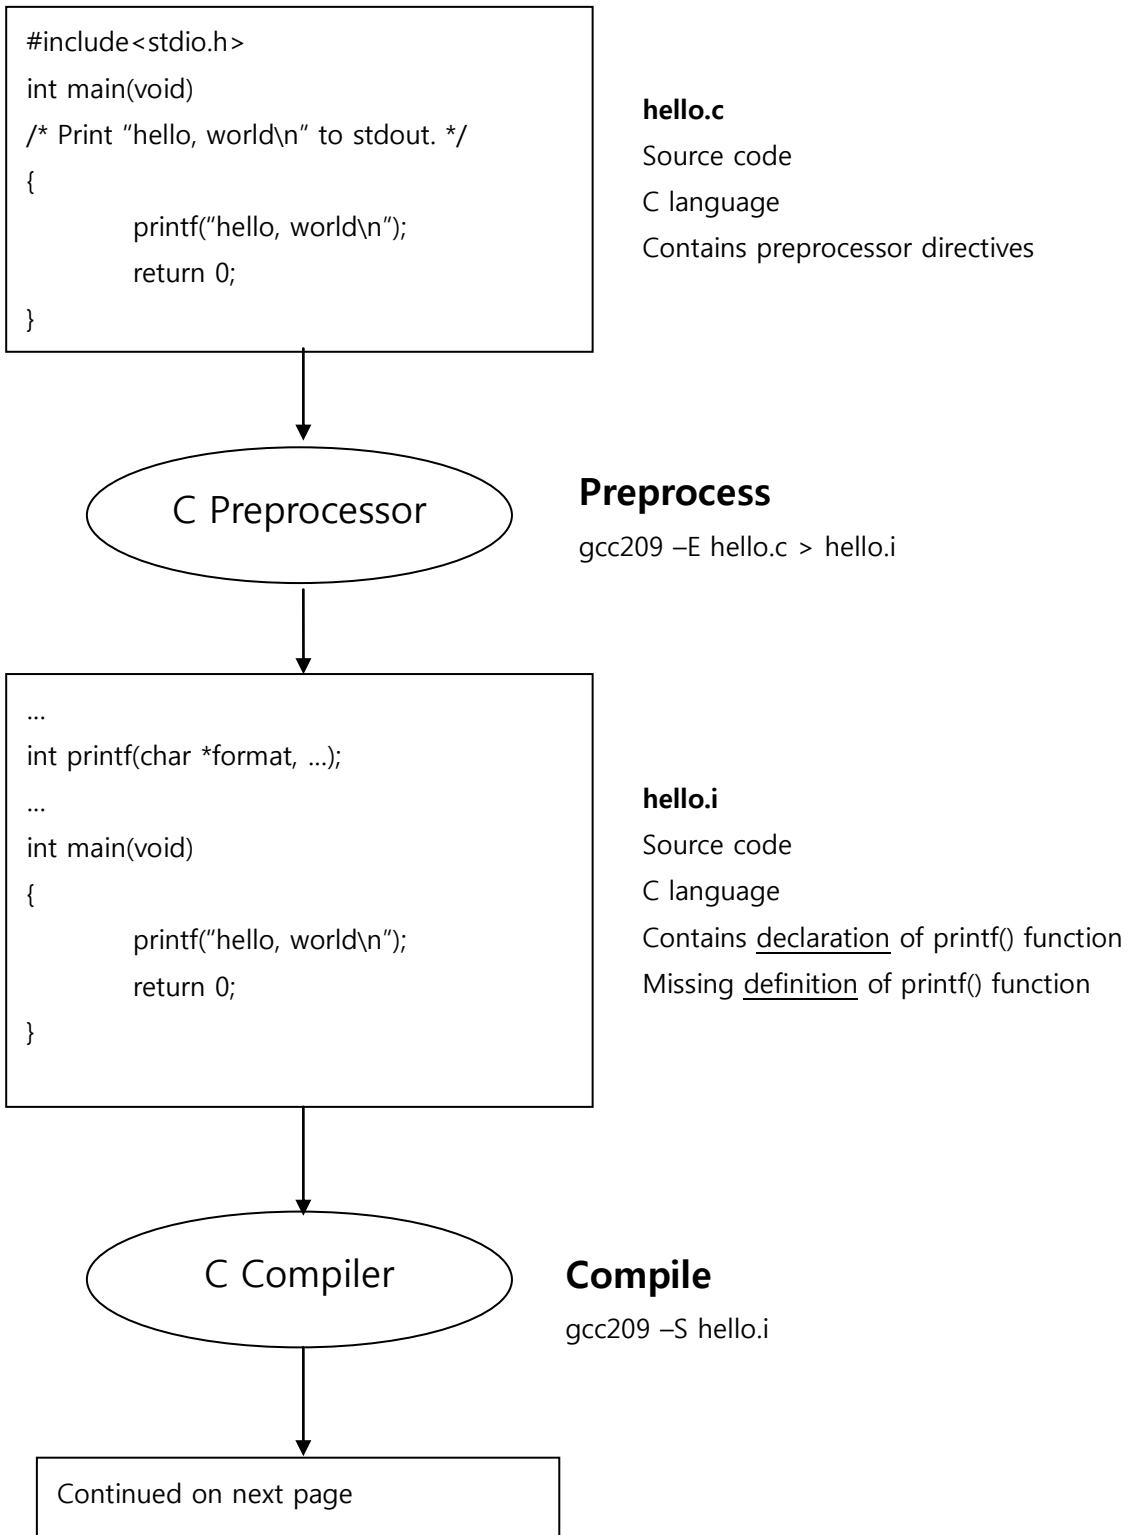 #include<stdio.h>
int main(void)
/* Print "hello, world\n" to stdout. */
{
printf("hello, world\n");
return 0;
}
hello.c
Source code
C language
Contains preprocessor directives
C Preprocessor
Preprocess
gcc209 –E hello.c > hello.i
...
int printf(char *format, ...);
...
int main(void)
{
printf("hello, world\n");
return 0;
}
hello.i
Source code
C language
Contains declaration of printf() function
Missing definition of printf() function
C Compiler
Compile
gcc209 –S hello.i
Continued on next page